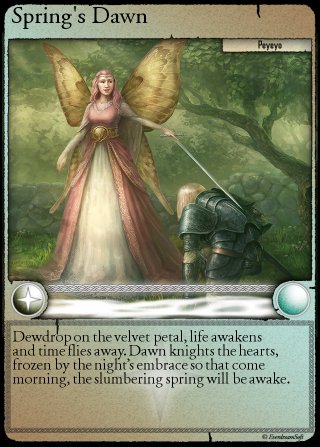 Spring's Dawn
Peyeyo
Dewdrop on the velvet petal, life awakens
and time flies away. Dawn knights the hearts,
frozen by the night's embrace so that come
morning, the slumbering spring will be awake.
© EverdreamSoft